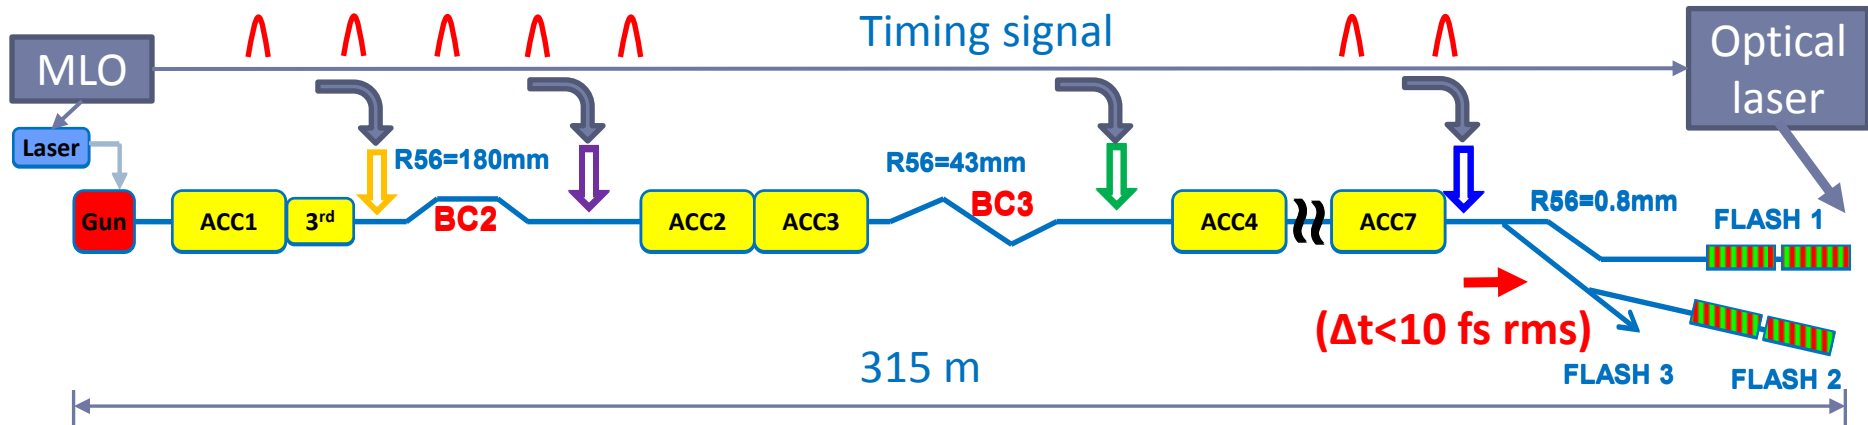 Timing signal
MLO
Optical
laser
Laser
R56=180mm
R56=43mm
R56=0.8mm
Gun
ACC1
3rd
BC2
ACC2
ACC3
BC3
ACC4
ACC7
FLASH 1
(Δt<10 fs rms)
315 m
FLASH 3
FLASH 2